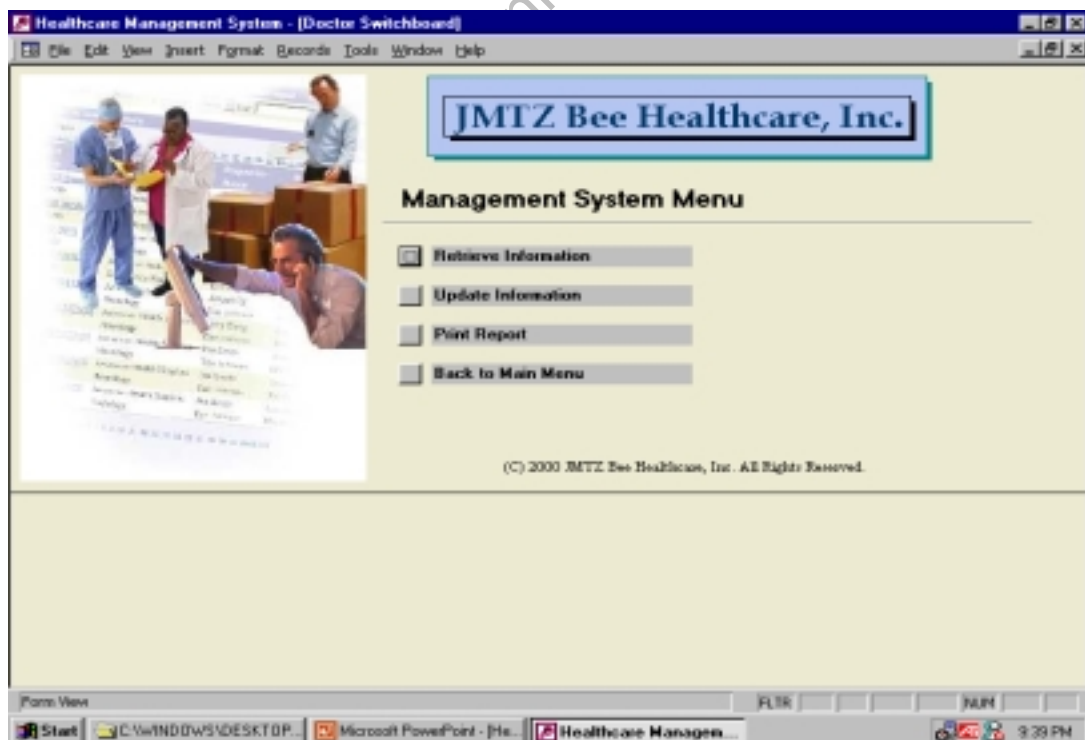 Healthcare Management System - [Doctor Switchboard]
File Edit View Insert Format Records Tools Window Help
JMTZ Bee Healthcare, Inc.
Management System Menu
Retrieve Information
Update Information
Print Report
Back to Main Menu
(C) 2000 JMTZ Bee Healthcare, Inc. All Rights Reserved.
Form View FLTR NUM
Start C:\WINDOWS\DESKTOP... Microsoft PowerPoint - [He... Healthcare Managem... 9:39 PM